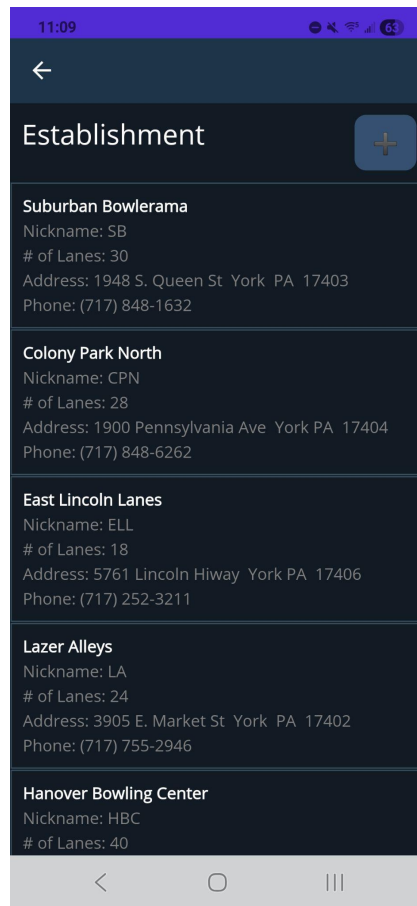 11:09
63
Establishment
Suburban Bowlerama
Nickname: SB
# of Lanes: 30
Address: 1948 S. Queen St  York  PA  17403
Phone: (717) 848-1632
Colony Park North
Nickname: CPN
# of Lanes: 28
Address: 1900 Pennsylvania Ave  York PA  17404
Phone: (717) 848-6262
East Lincoln Lanes
Nickname: ELL
# of Lanes: 18
Address: 5761 Lincoln Hiway  York PA  17406
Phone: (717) 252-3211
Lazer Alleys
Nickname: LA
# of Lanes: 24
Address: 3905 E. Market St  York  PA  17402
Phone: (717) 755-2946
Hanover Bowling Center
Nickname: HBC
# of Lanes: 40